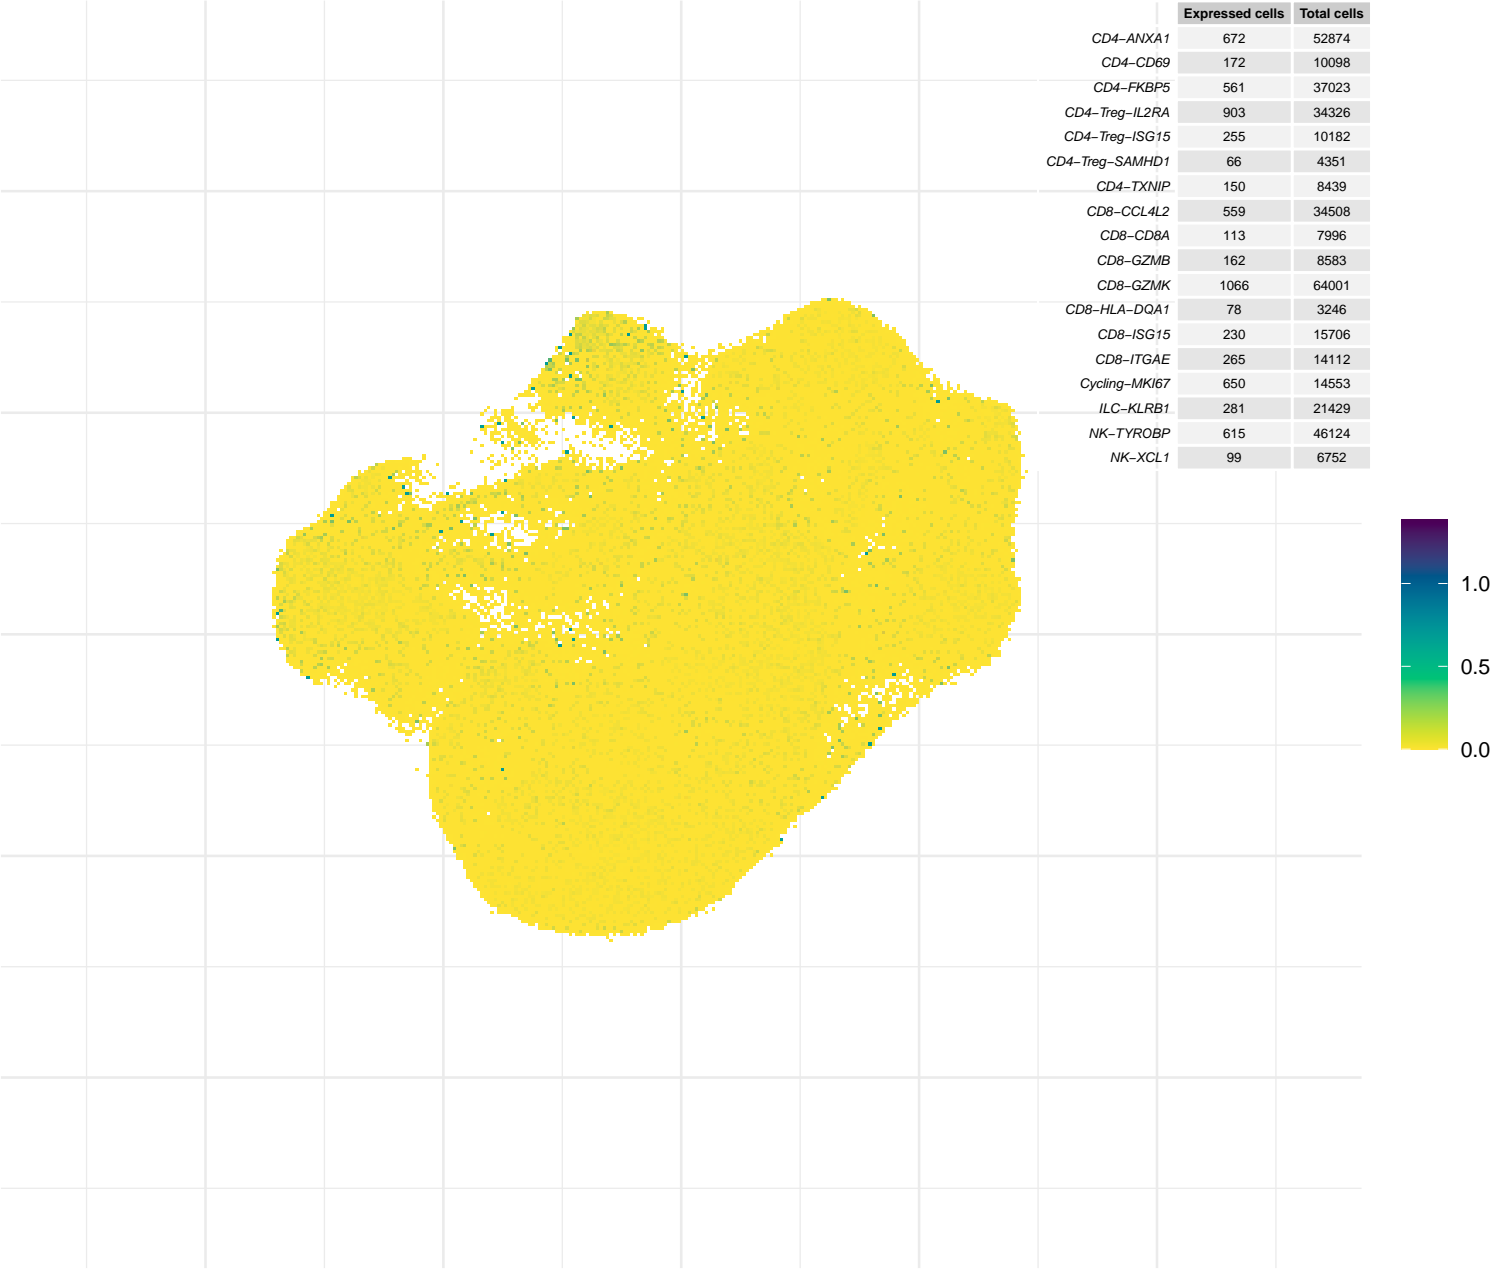 Expressed cells Total cells
CD4−ANXA1 672 52874
CD4−CD69 172 10098
CD4−FKBP5 561 37023
CD4−Treg−IL2RA 903 34326
CD4−Treg−ISG15 255 10182
CD4−Treg−SAMHD1 66 4351
CD4−TXNIP 150 8439
CD8−CCL4L2 559 34508
CD8−CD8A 113 7996
CD8−GZMB 162 8583
CD8−GZMK 1066 64001
CD8−HLA−DQA1 78 3246
CD8−ISG15 230 15706
CD8−ITGAE 265 14112
Cycling−MKI67 650 14553
ILC−KLRB1 281 21429
NK−TYROBP 615 46124
NK−XCL1 99 6752
1.0
0.5
0.0